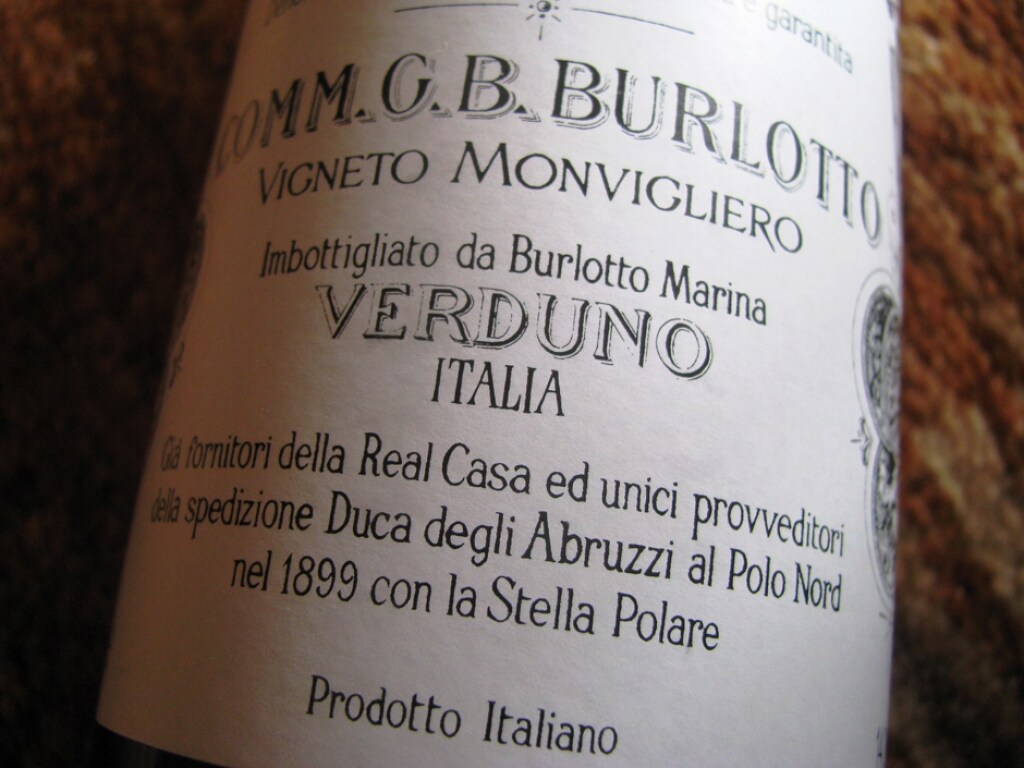 e garantita
COMM. G. B. BURLOTTO
VIGNETO MONVIGLIERO
Imbottigliato da Burlotto Marina
VERDUNO
ITALIA
Giá fornitori della Real Casa ed unici provveditori
della spedizione Duca degli Abruzzi al Polo Nord
nel 1899 con la Stella Polare
Prodotto Italiano